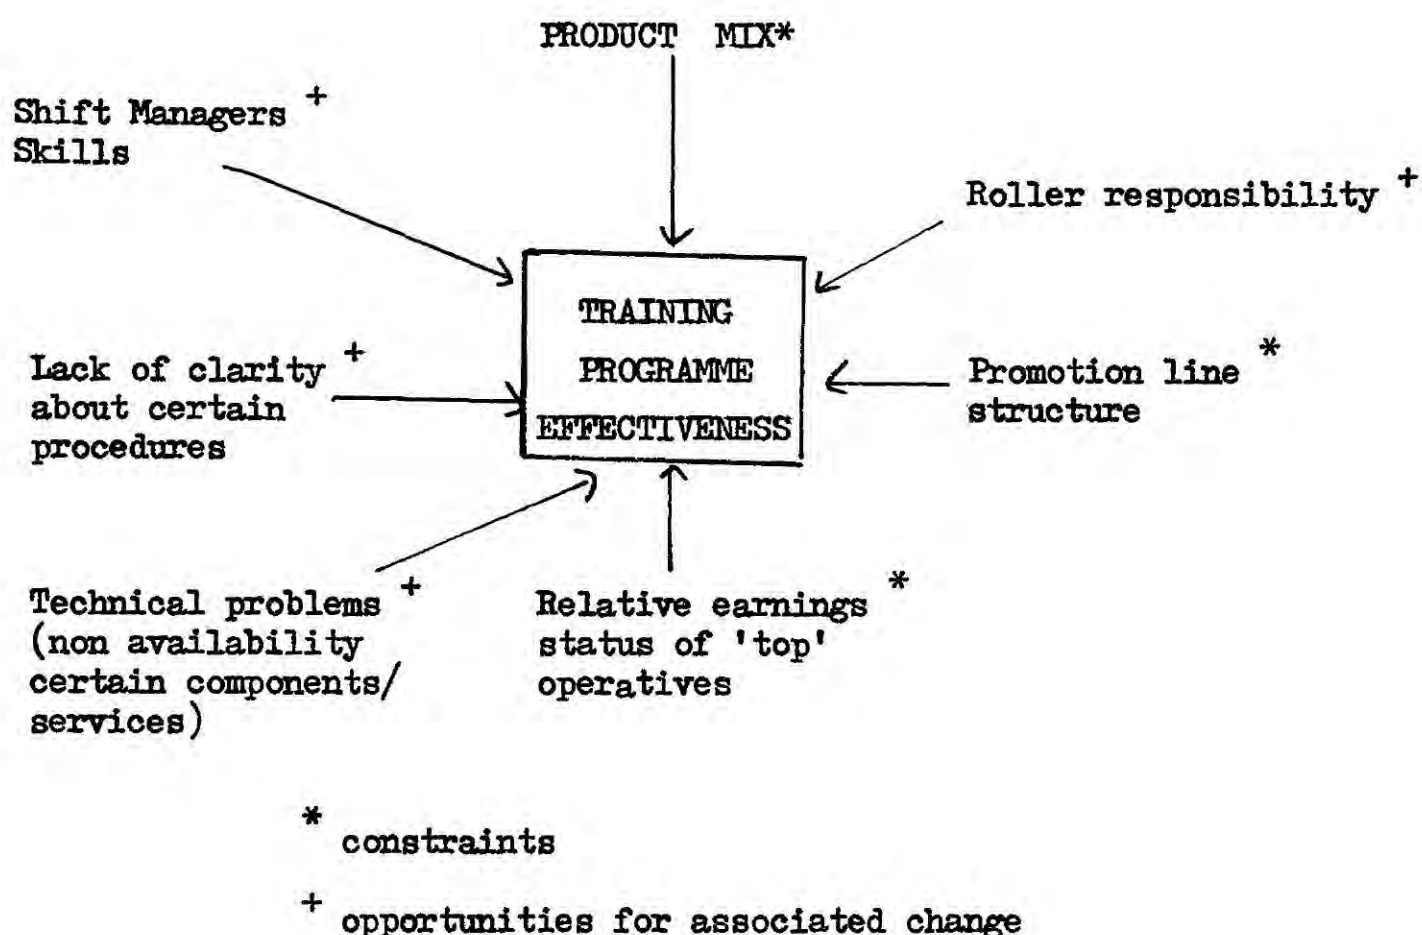 PRODUCT MIX*
Shift Managers +
Skills
Roller responsibility +
TRAINING
PROGRAMME
EFFECTIVENESS
Lack of clarity +
about certain
procedures
Promotion line *
structure
Technical problems +
(non availability
certain components/
services)
Relative earnings *
status of 'top'
operatives
* constraints
+ opportunities for associated change